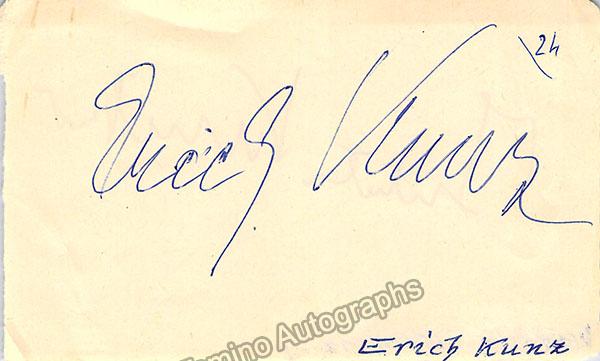 24
Erich Kunz
Tamino Autographs
Erich Kunz